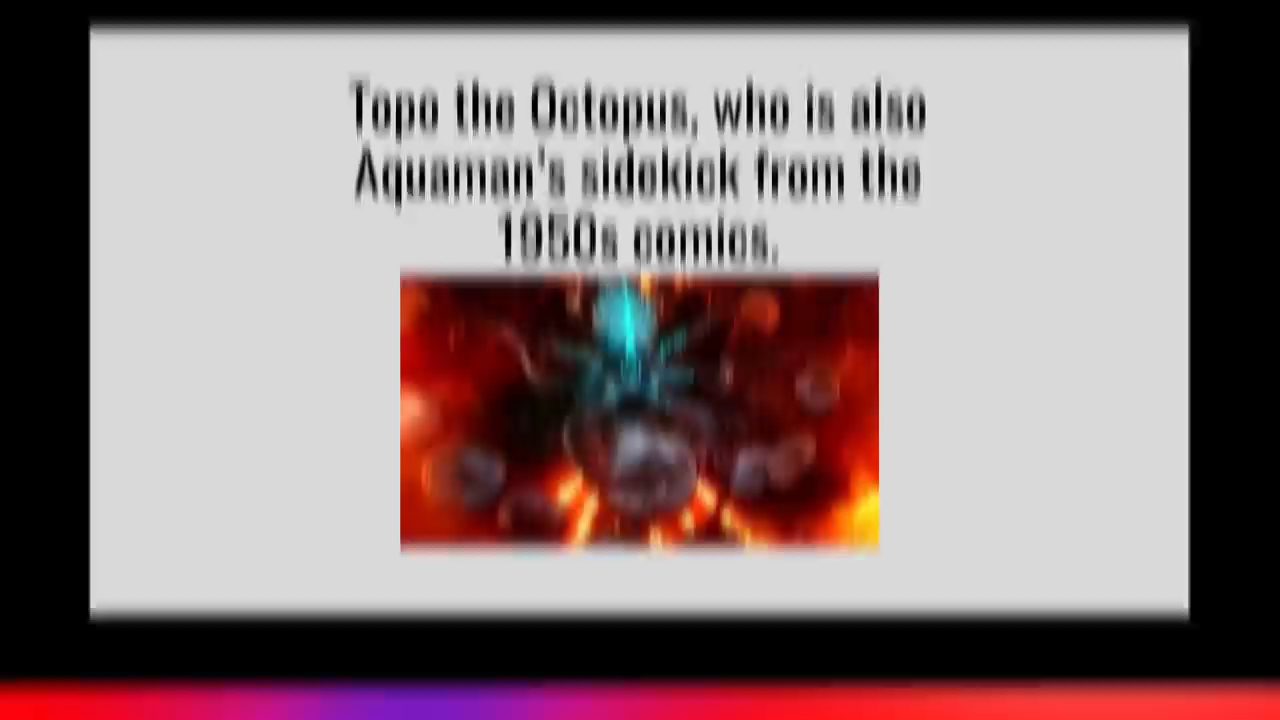 Topo the Octopus, who is also
Aquaman's sidekick from the
1950s comics.